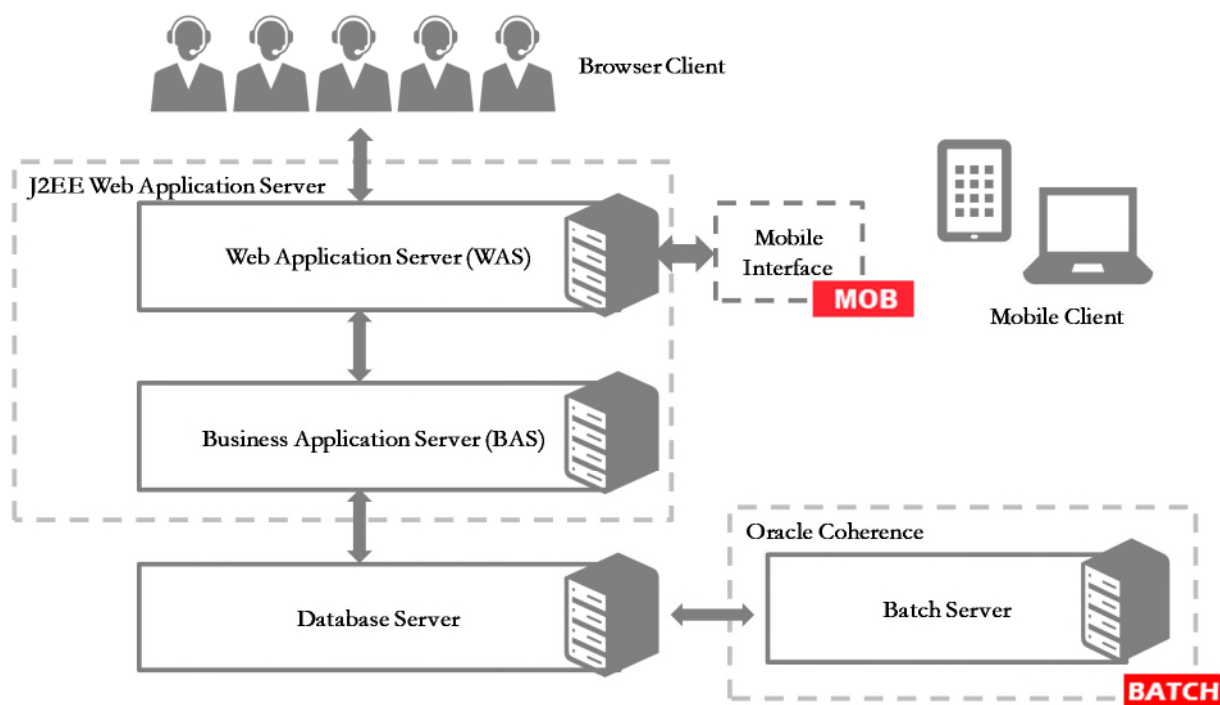 Browser Client
J2EE Web Application Server
Web Application Server (WAS)
Mobile
Interface
MOB
Mobile Client
Business Application Server (BAS)
Oracle Coherence
Database Server
Batch Server
BATCH